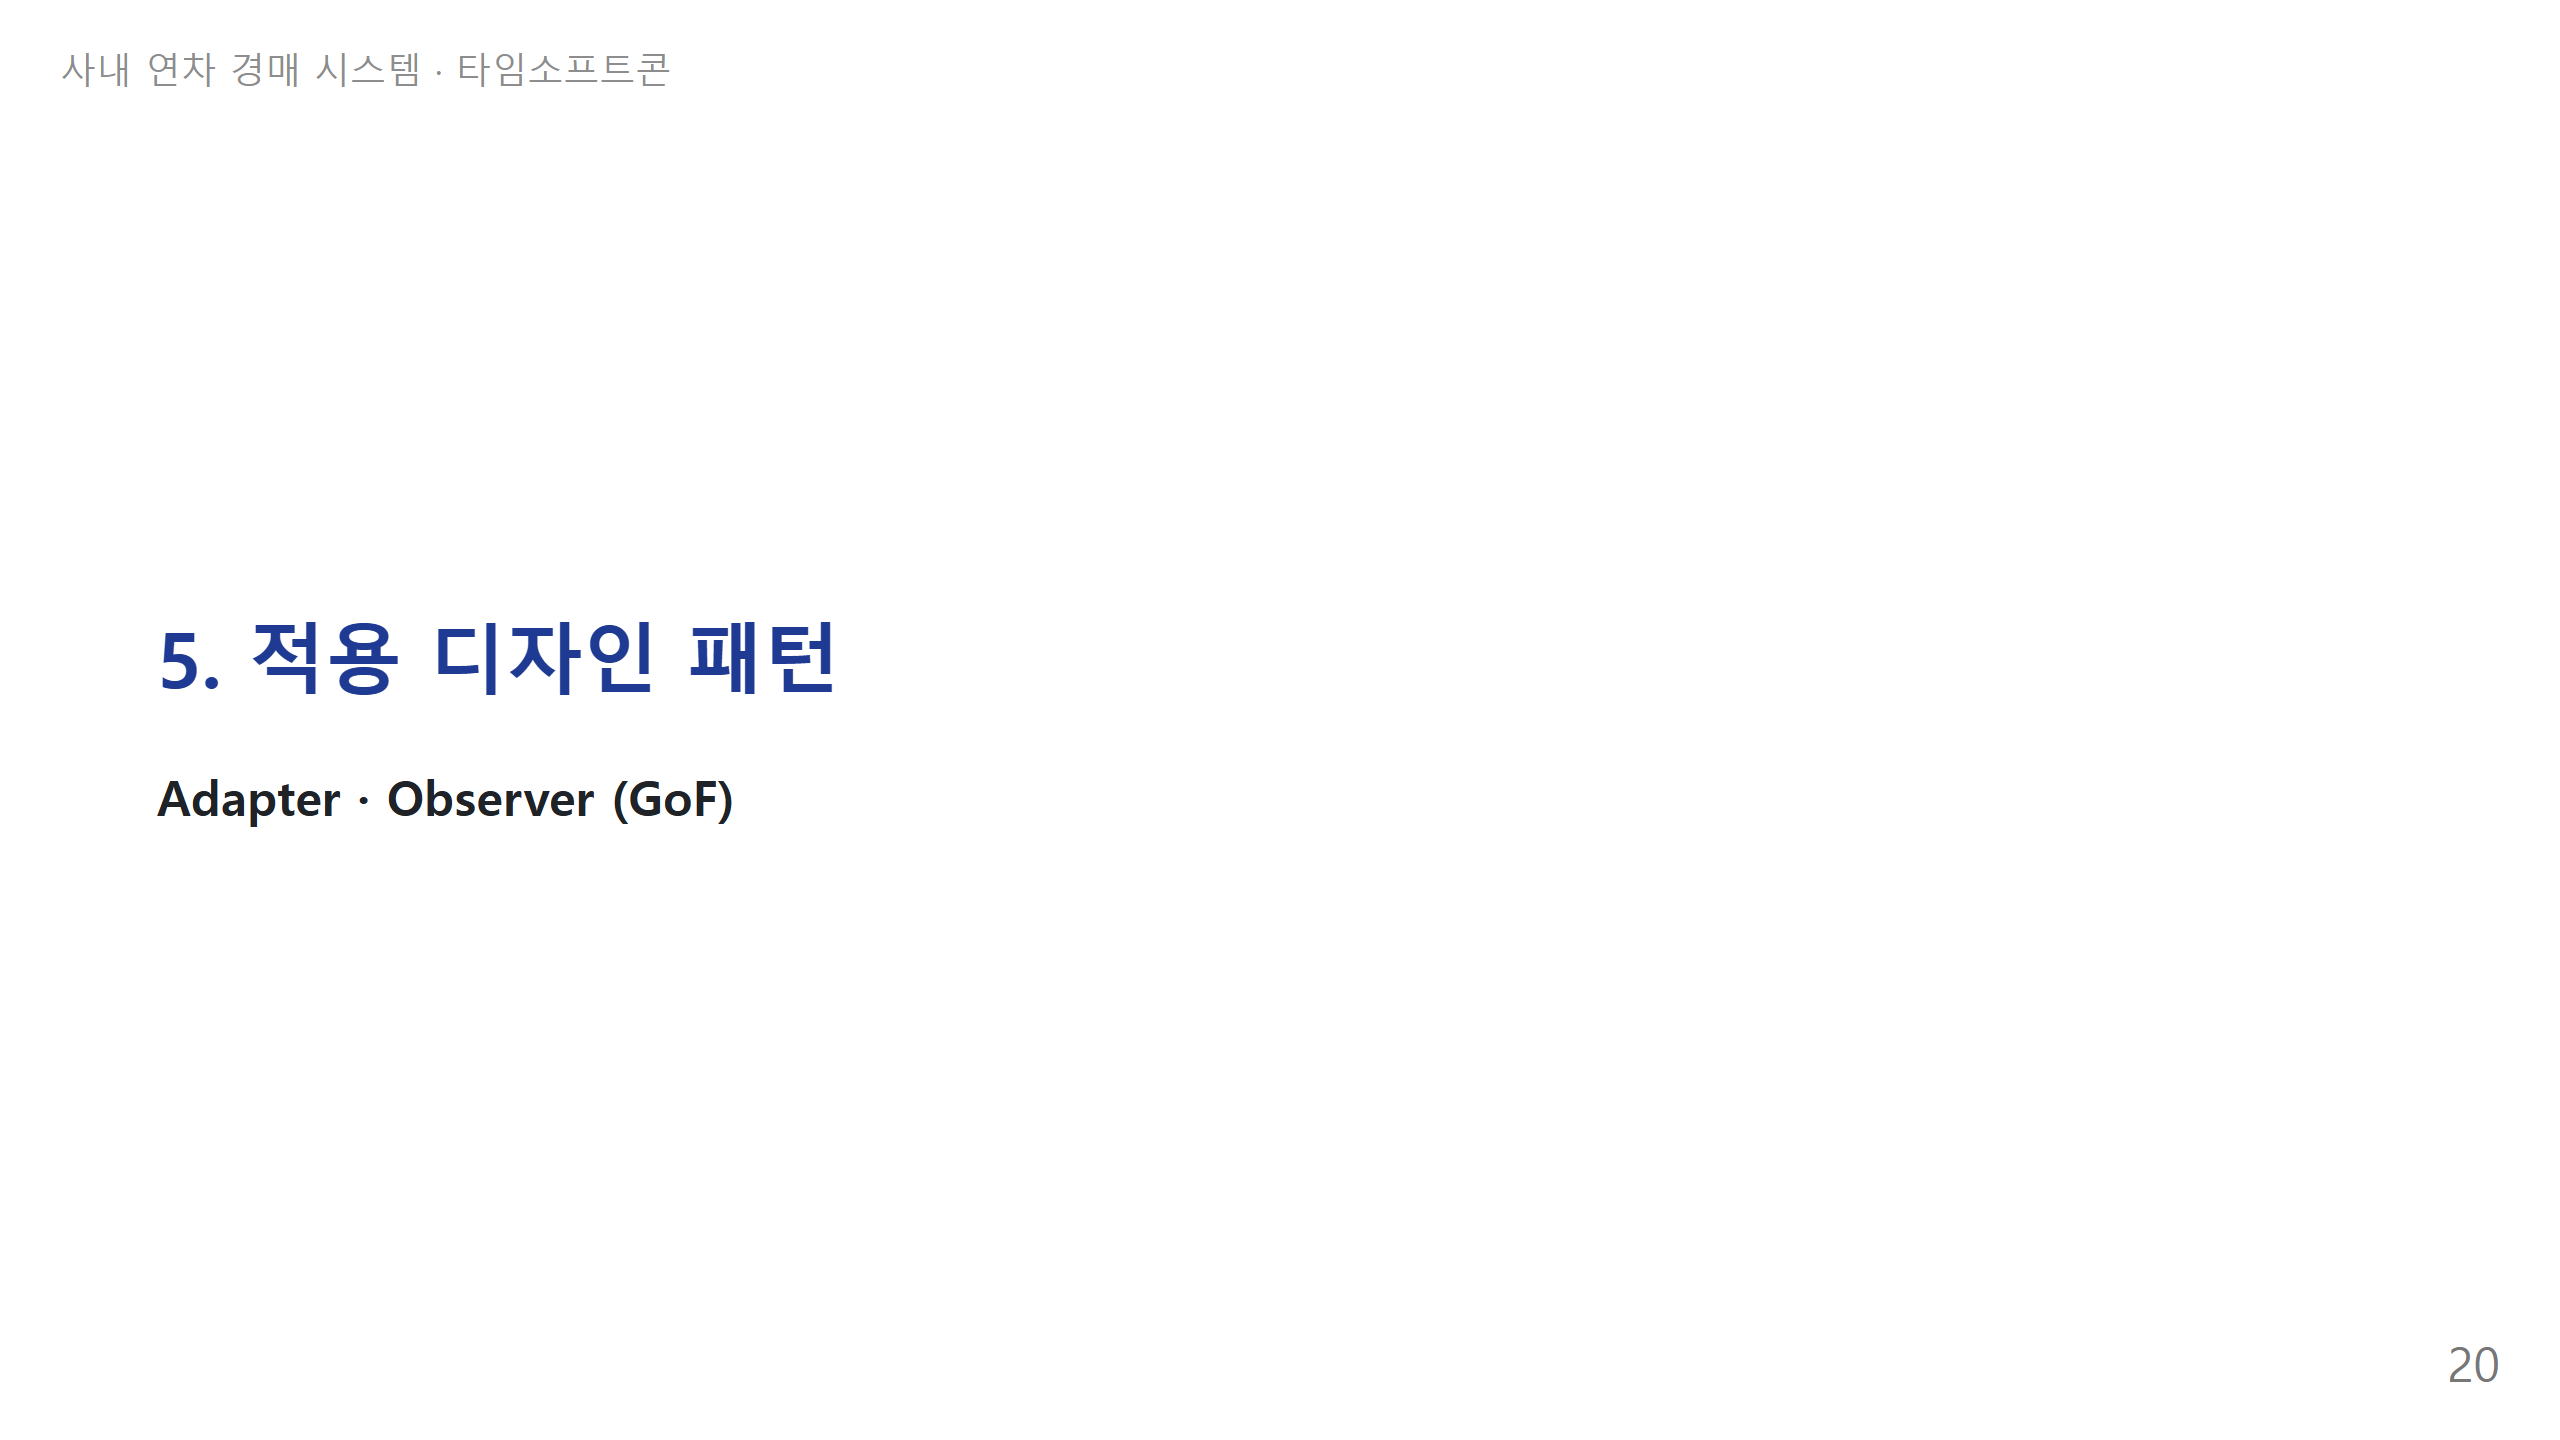 사내 연차 경매 시스템 · 타임소프트콘
5. 적용 디자인 패턴
Adapter · Observer (GoF)
20